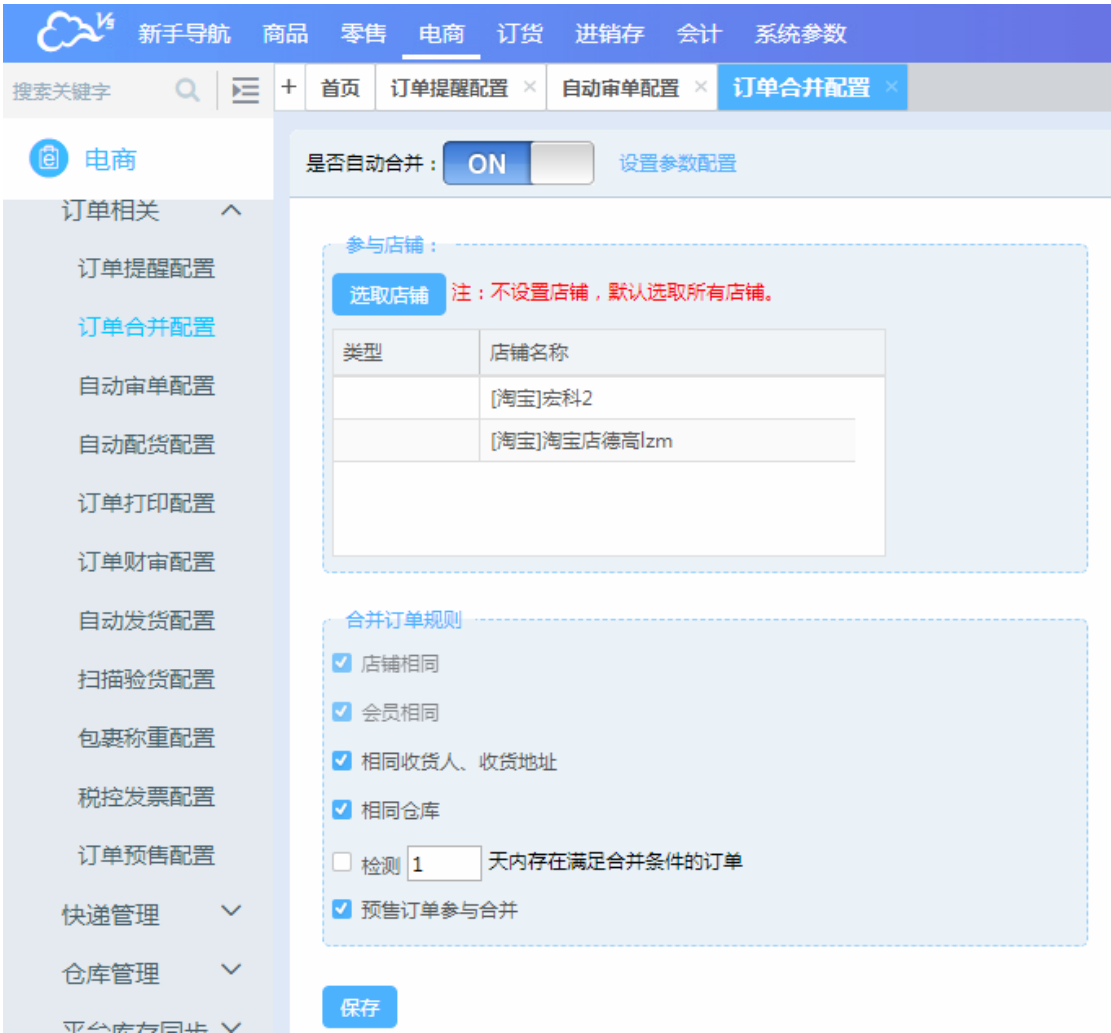 V5 新手导航 商品 零售 电商 订货 进销存 会计 系统参数
搜索关键字 + 首页 订单提醒配置 × 自动审单配置 × 订单合并配置 ×
电商
是否自动合并： ON 设置参数配置
订单相关
订单提醒配置
订单合并配置
自动审单配置
自动配货配置
订单打印配置
订单财审配置
自动发货配置
扫描验货配置
包裹称重配置
税控发票配置
订单预售配置
快递管理
仓库管理
平台库存同步
参与店铺：
选取店铺 注：不设置店铺，默认选取所有店铺。
类型 店铺名称
[淘宝]宏科2
[淘宝]淘宝店德高lzm
合并订单规则
店铺相同
会员相同
相同收货人、收货地址
相同仓库
检测 1 天内存在满足合并条件的订单
预售订单参与合并
保存